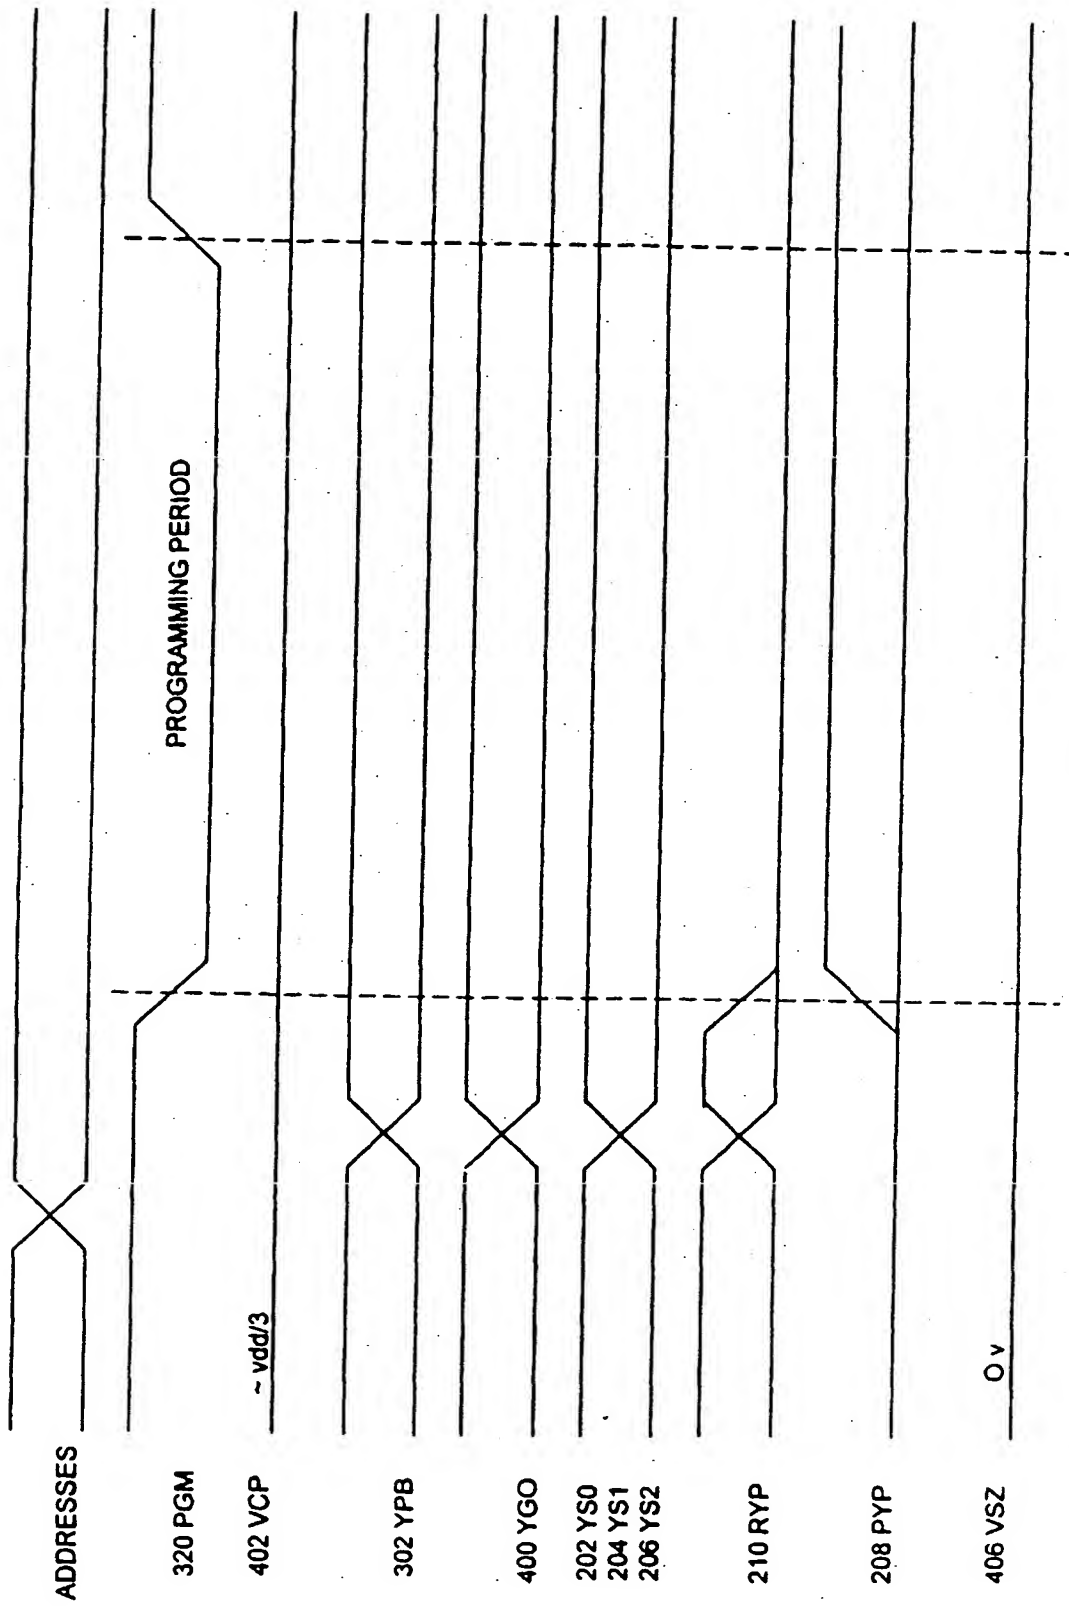 ADDRESSES
PROGRAMMING PERIOD
320 PGM
~ vdd/3
402 VCP
302 YPB
400 YGO
202 YS0
204 YS1
206 YS2
210 RYP
208 PYP
O v
406 VSZ